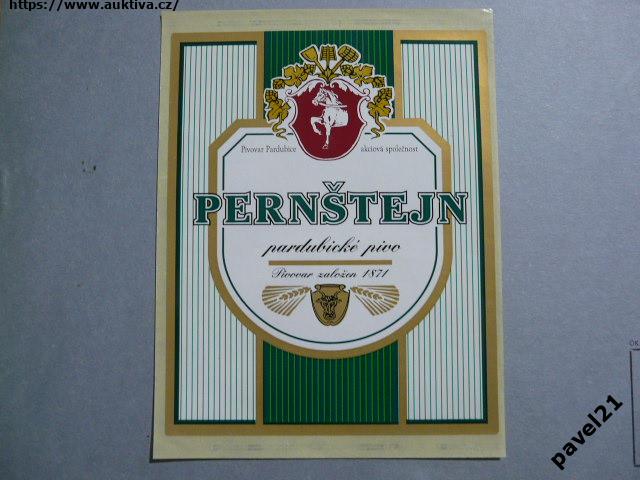 https://www.auktiva.cz/
Pivovar Pardubice akciová společnost
PERNŠTEJN
pardubické pivo
Pivovar založen 1871
pavel21